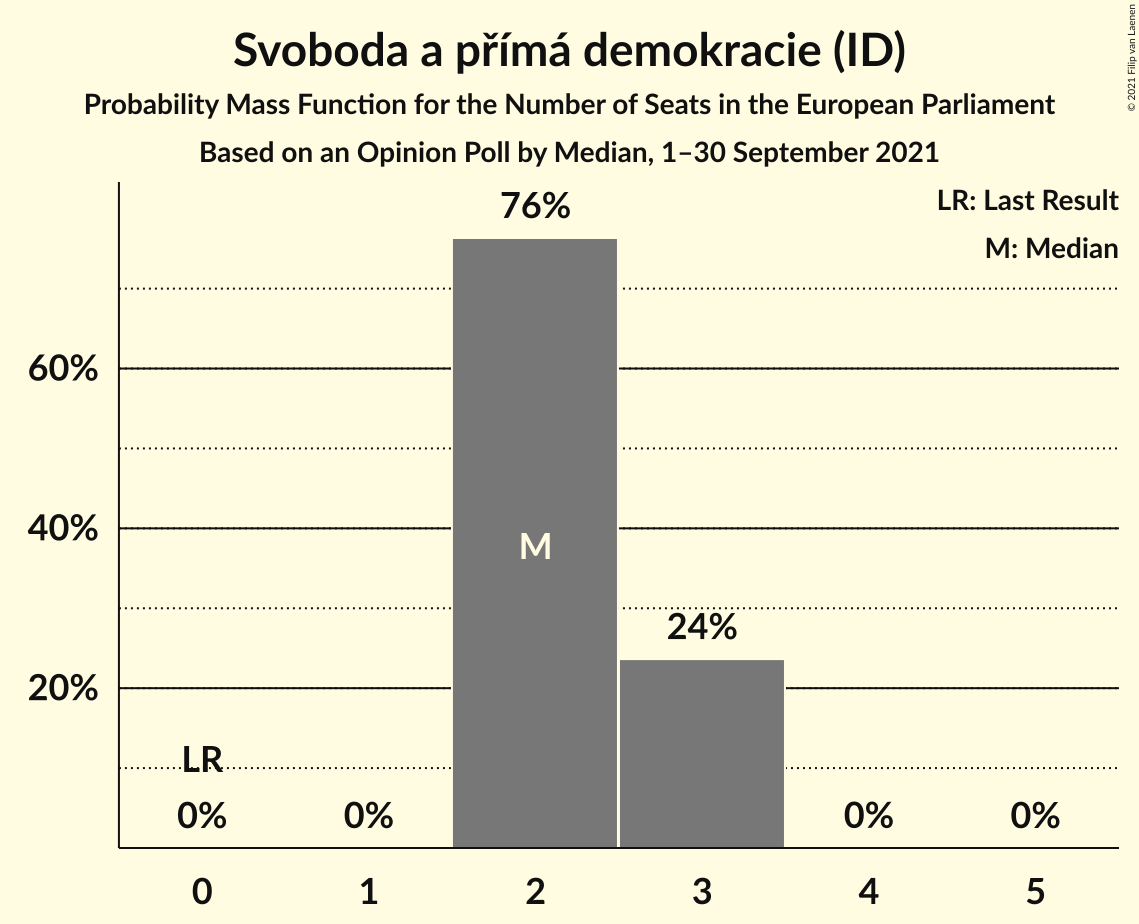 Svoboda a přímá demokracie (ID)
Probability Mass Function for the Number of Seats in the European Parliament
Based on an Opinion Poll by Median, 1–30 September 2021
© 2021 Filip van Laenen
LR: Last Result
M: Median
76%
60%
40%
M
24%
20%
LR
0%
0%
0%
0%
0 1 2 3 4 5